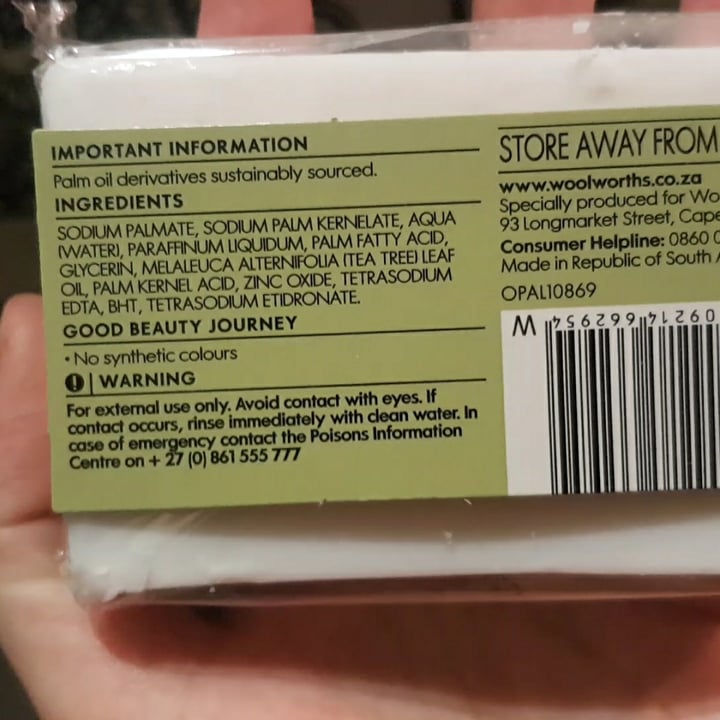 IMPORTANT INFORMATION
Palm oil derivatives sustainably sourced.
INGREDIENTS
SODIUM PALMATE, SODIUM PALM KERNELATE, AQUA
(WATER), PARAFFINUM LIQUIDUM, PALM FATTY ACID,
GLYCERIN, MELALEUCA ALTERNIFOLIA (TEA TREE) LEAF
OIL, PALM KERNEL ACID, ZINC OXIDE, TETRASODIUM
EDTA, BHT, TETRASODIUM ETIDRONATE.
GOOD BEAUTY JOURNEY
• No synthetic colours
WARNING
For external use only. Avoid contact with eyes. If
contact occurs, rinse immediately with clean water. In
case of emergency contact the Poisons Information
Centre on + 27 (0) 861 555 777
STORE AWAY FROM
www.woolworths.co.za
Specially produced for Wo
93 Longmarket Street, Cape
Consumer Helpline: 0860 0
Made in Republic of South A
OPAL10869
W